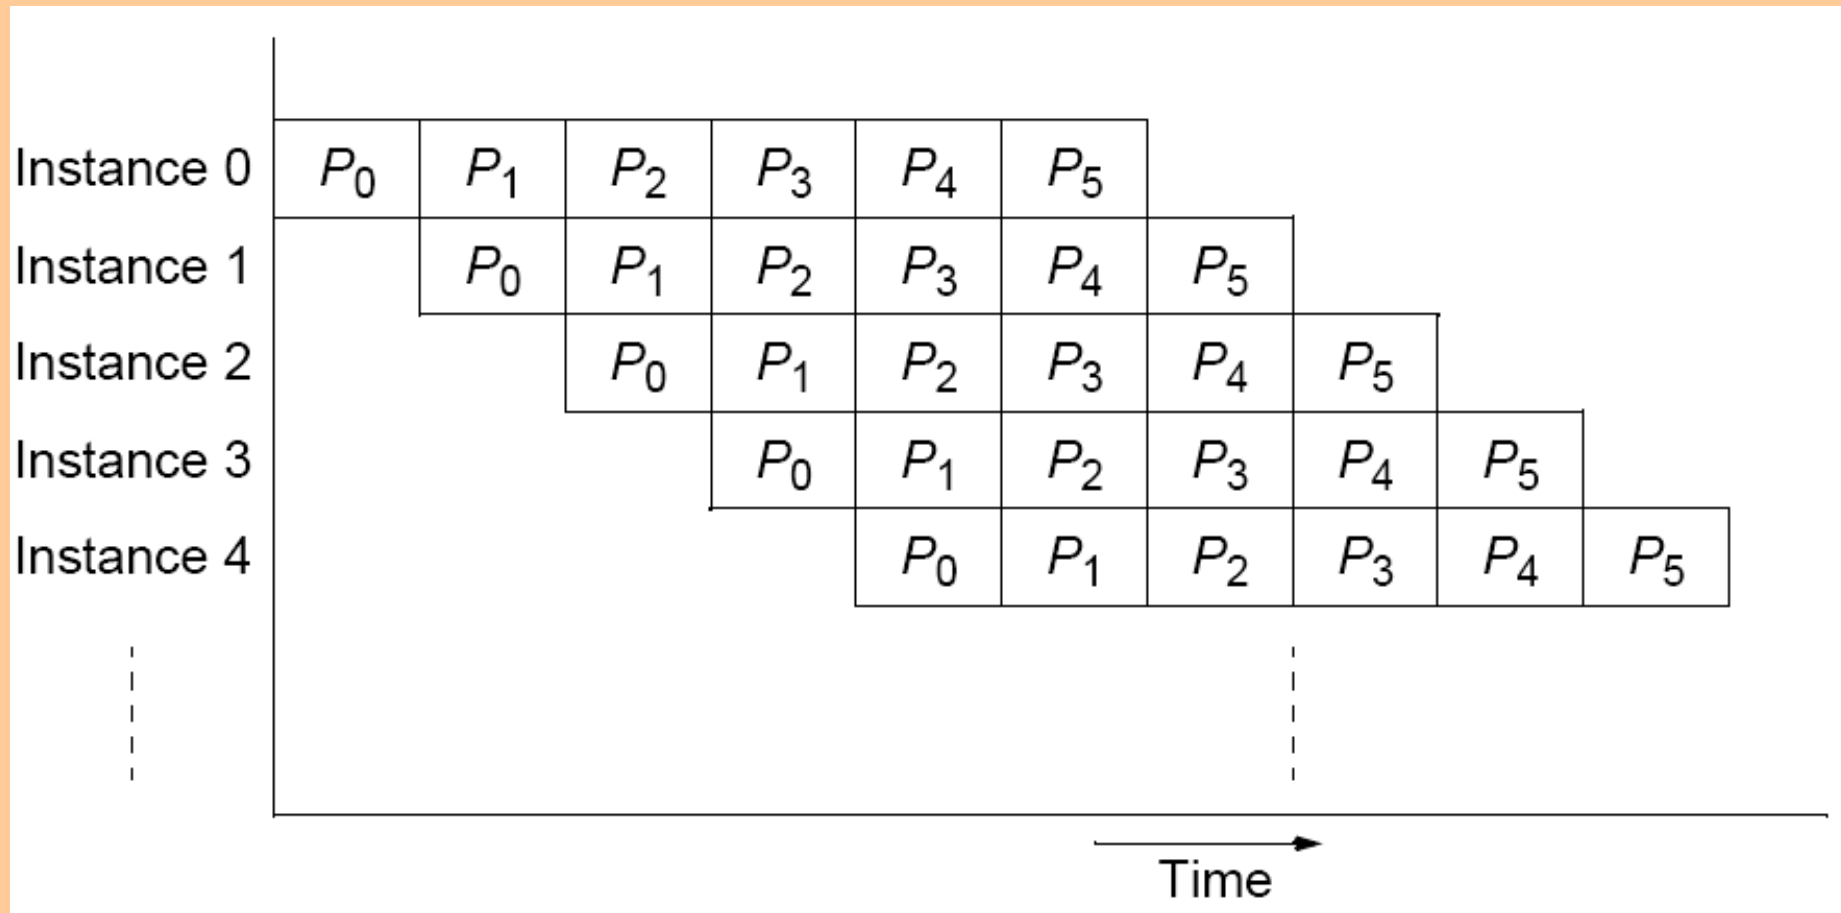 Instance 0 P0 P1 P2 P3 P4 P5
Instance 1 P0 P1 P2 P3 P4 P5
Instance 2 P0 P1 P2 P3 P4 P5
Instance 3 P0 P1 P2 P3 P4 P5
Instance 4 P0 P1 P2 P3 P4 P5
Time